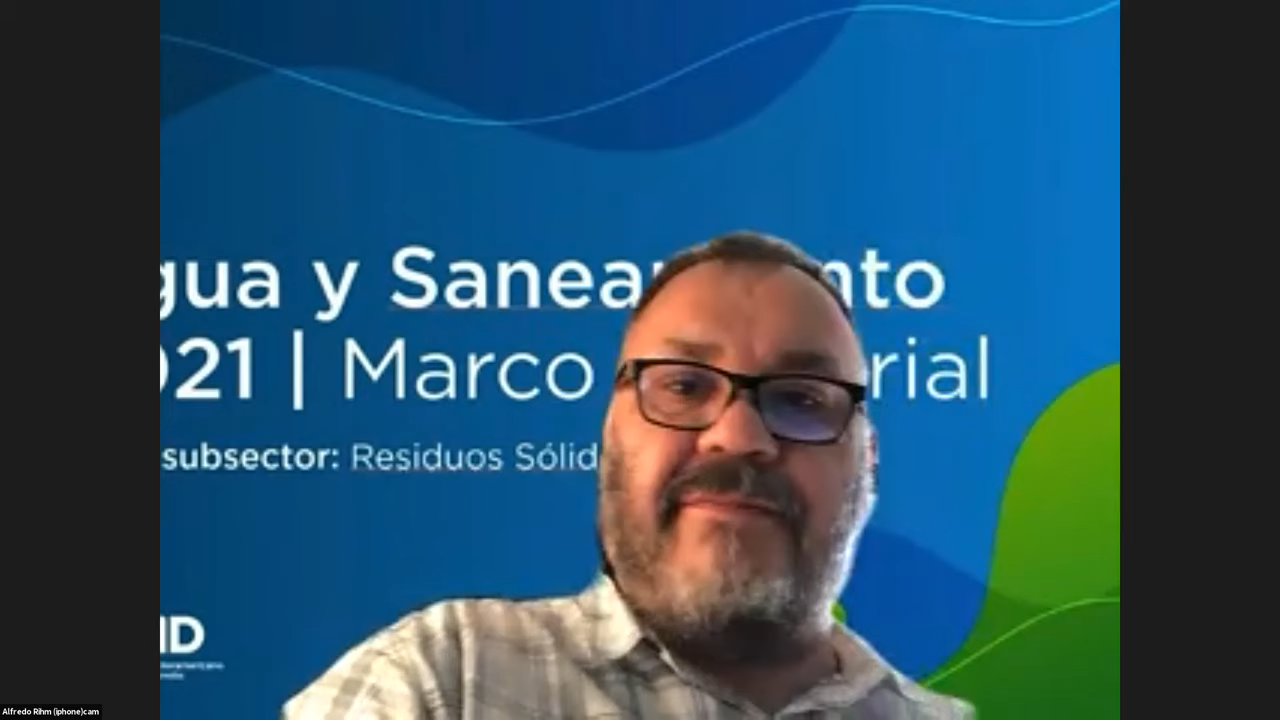 gua y Sanea nto
021 | Marco rial
subsector: Residuos Sólid
ID
Alfredo Rihm (iphone)cam